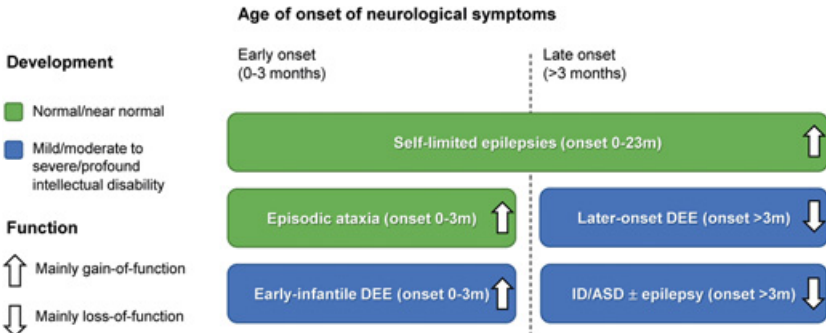 Age of onset of neurological symptoms
Early onset
(0-3 months)
Late onset
(>3 months)
Development
Normal/near normal
Mild/moderate to
severe/profound
intellectual disability
Function
Mainly gain-of-function
Mainly loss-of-function
Self-limited epilepsies (onset 0-23m)
Episodic ataxia (onset 0-3m)
Later-onset DEE (onset >3m)
Early-infantile DEE (onset 0-3m)
ID/ASD ± epilepsy (onset >3m)